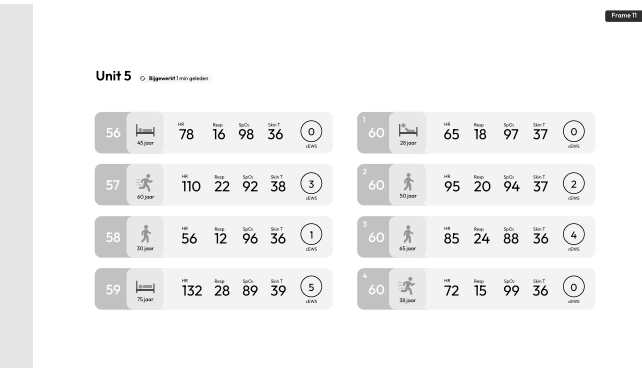 Frame 11
Unit 5
Bijgewerkt 1 min geleden
56
45 jaar
HR
78
Resp
16
SpO₂
98
Skin T
36
0
cEWS
57
60 jaar
HR
110
Resp
22
SpO₂
92
Skin T
38
3
cEWS
58
30 jaar
HR
56
Resp
12
SpO₂
96
Skin T
36
1
cEWS
59
75 jaar
HR
132
Resp
28
SpO₂
89
Skin T
39
5
cEWS
1
60
28 jaar
HR
65
Resp
18
SpO₂
97
Skin T
37
0
cEWS
2
60
50 jaar
HR
95
Resp
20
SpO₂
94
Skin T
37
2
cEWS
3
60
65 jaar
HR
85
Resp
24
SpO₂
88
Skin T
36
4
cEWS
4
60
38 jaar
HR
72
Resp
15
SpO₂
99
Skin T
36
0
cEWS